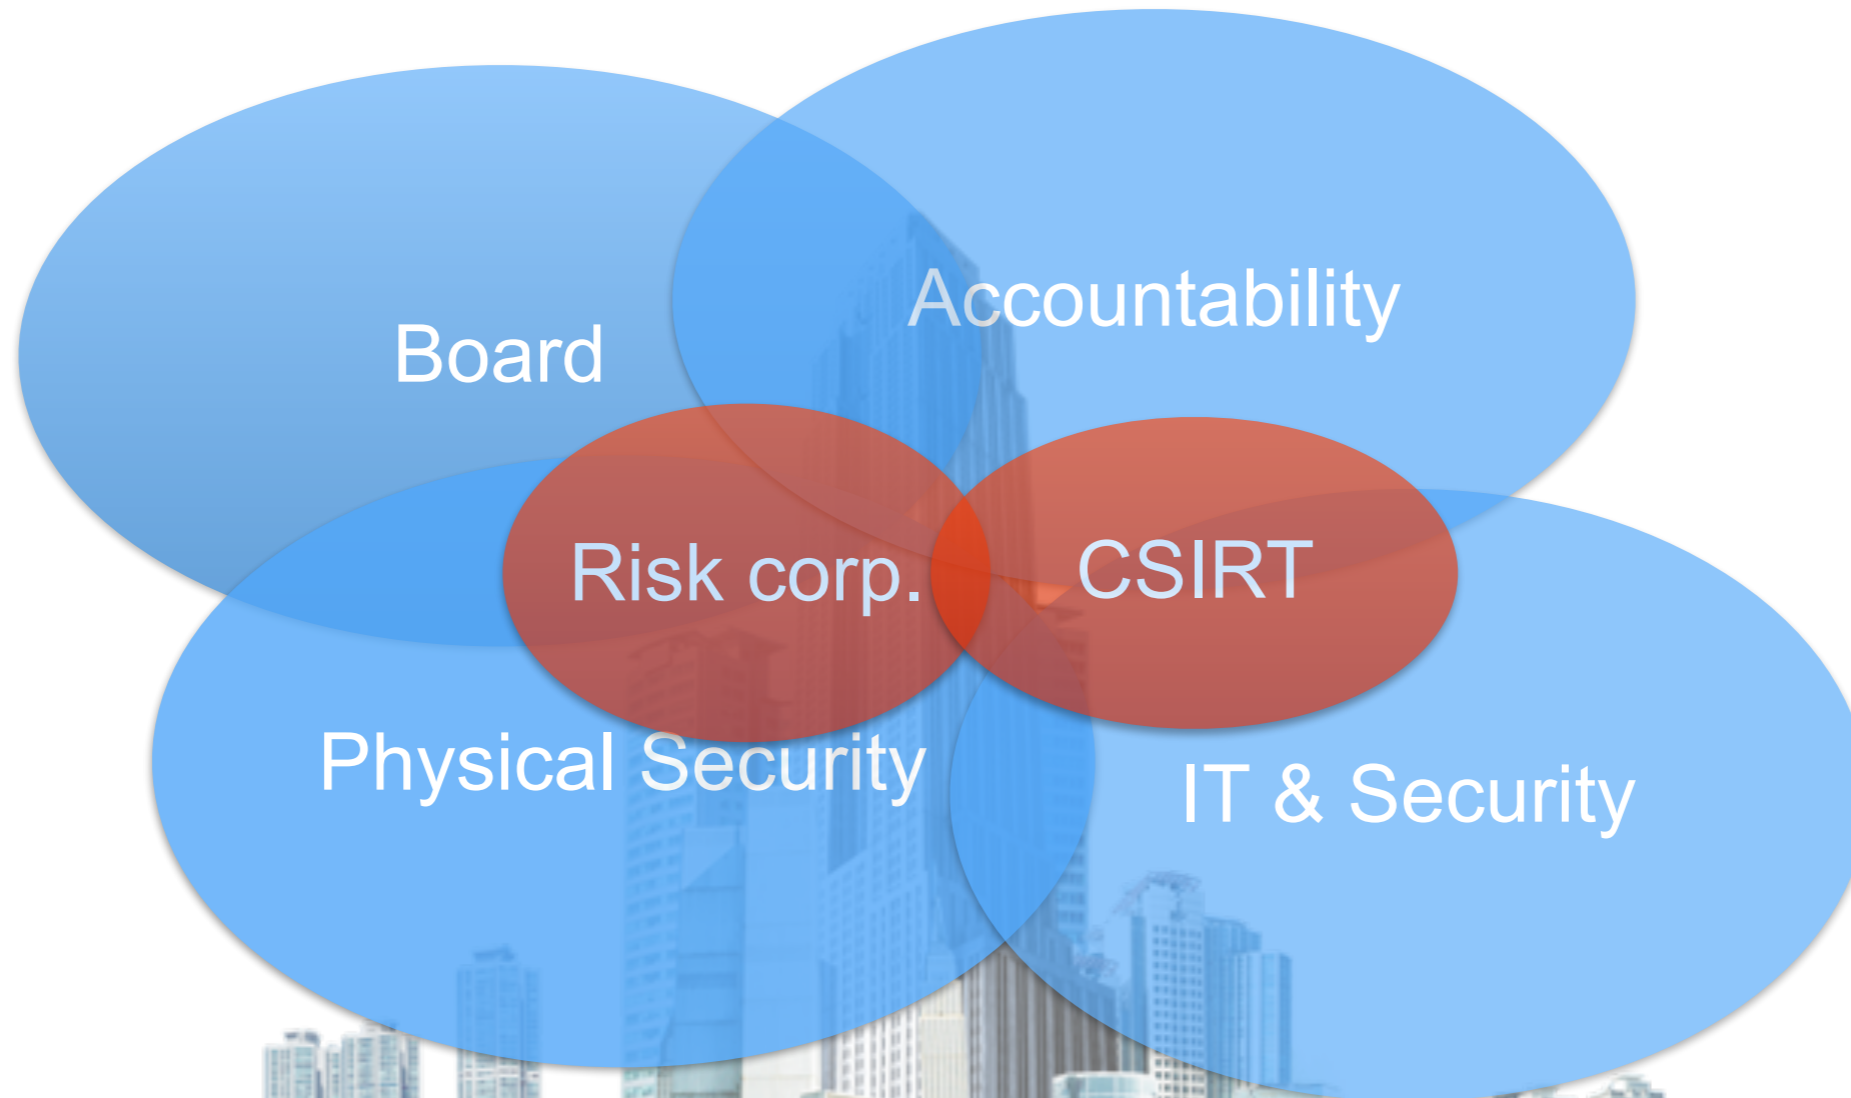 Accountability
Board
Risk corp.
CSIRT
Physical Security
IT & Security